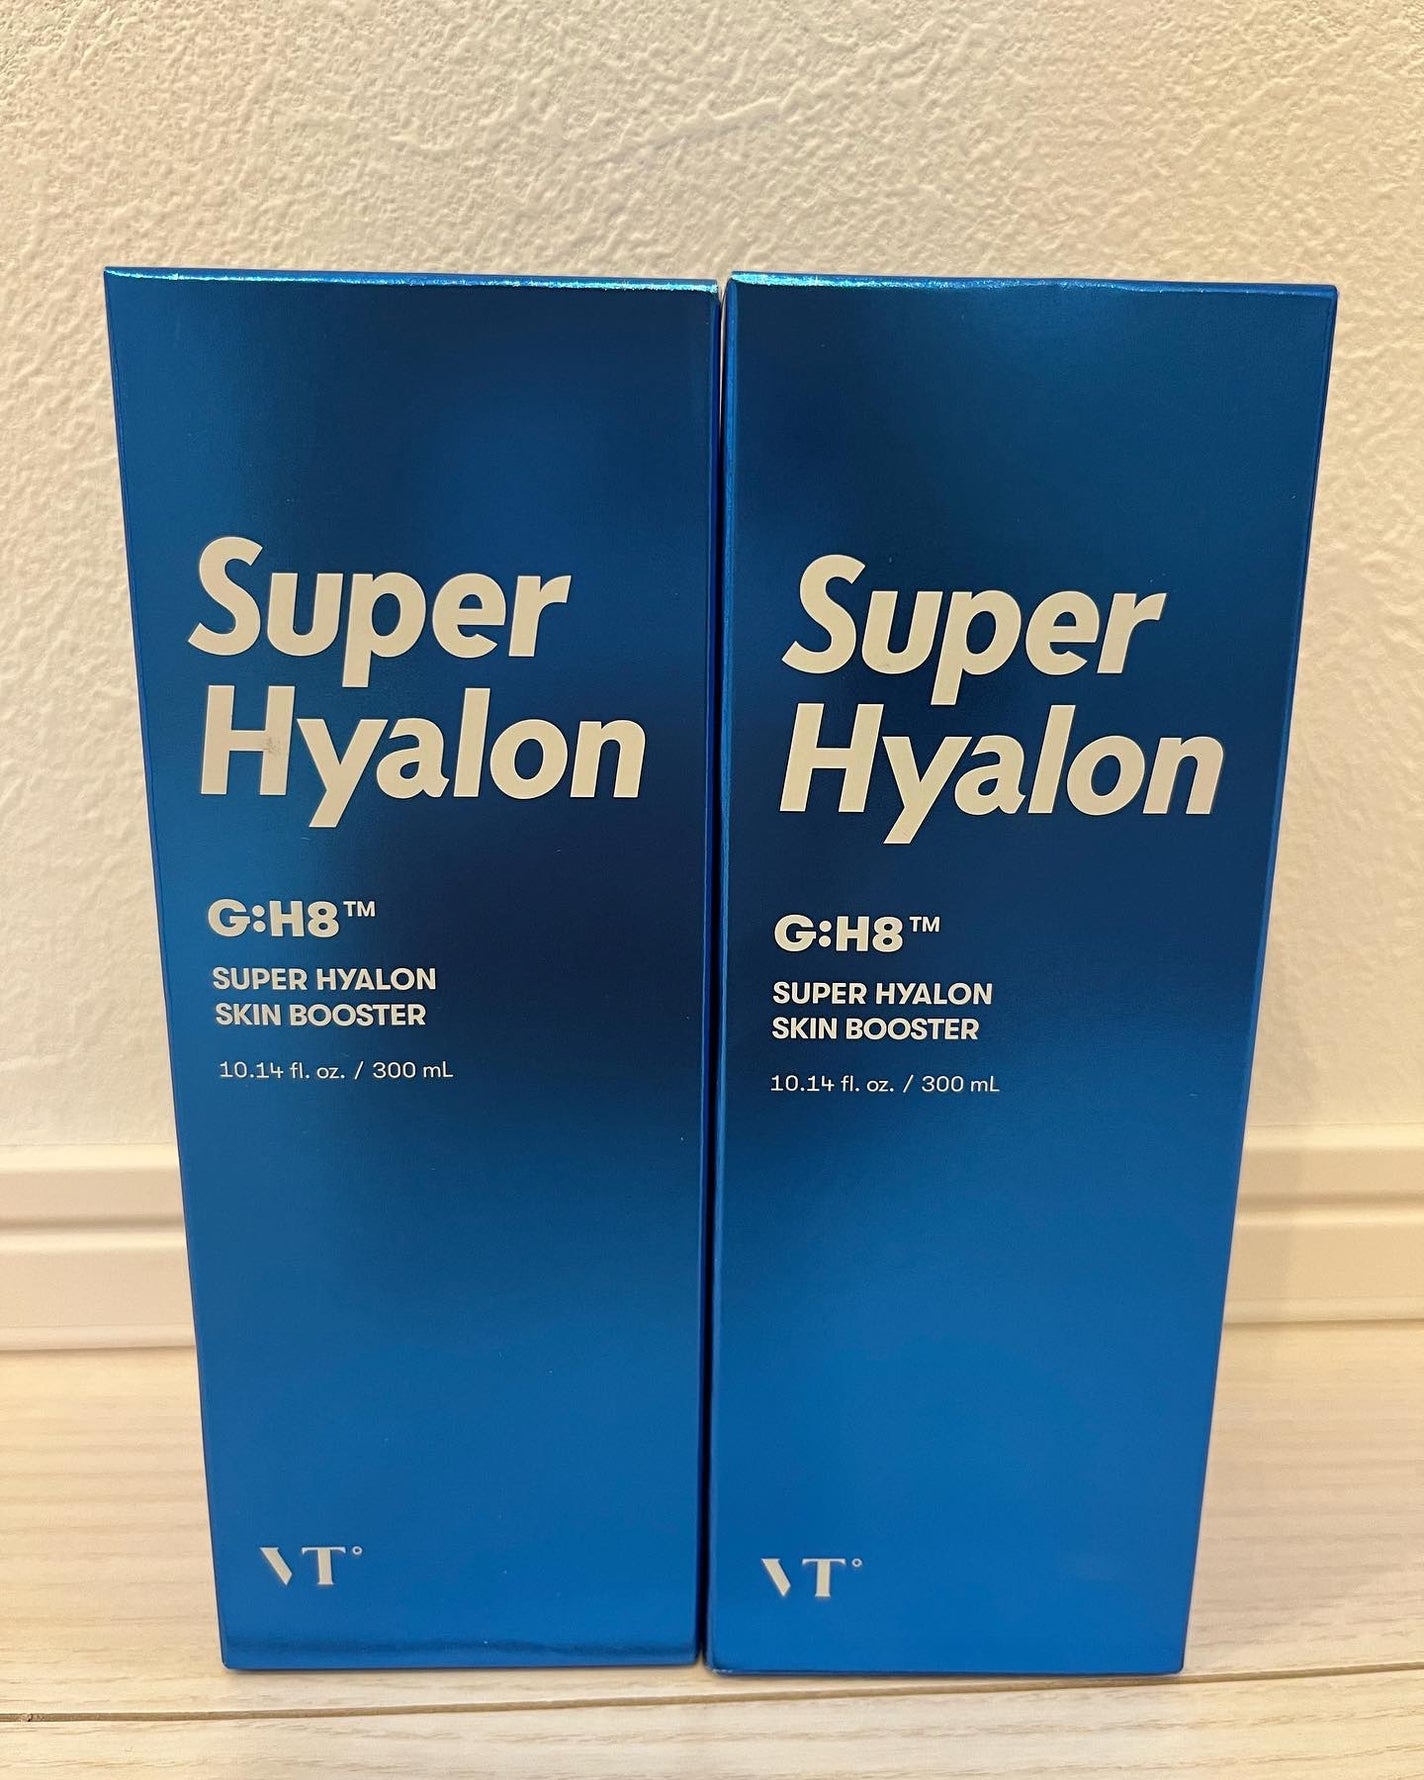 Super
Hyalon
G:H8™
SUPER HYALON
SKIN BOOSTER
10.14 fl. oz. / 300 mL
VT°
Super
Hyalon
G:H8™
SUPER HYALON
SKIN BOOSTER
10.14 fl. oz. / 300 mL
VT°